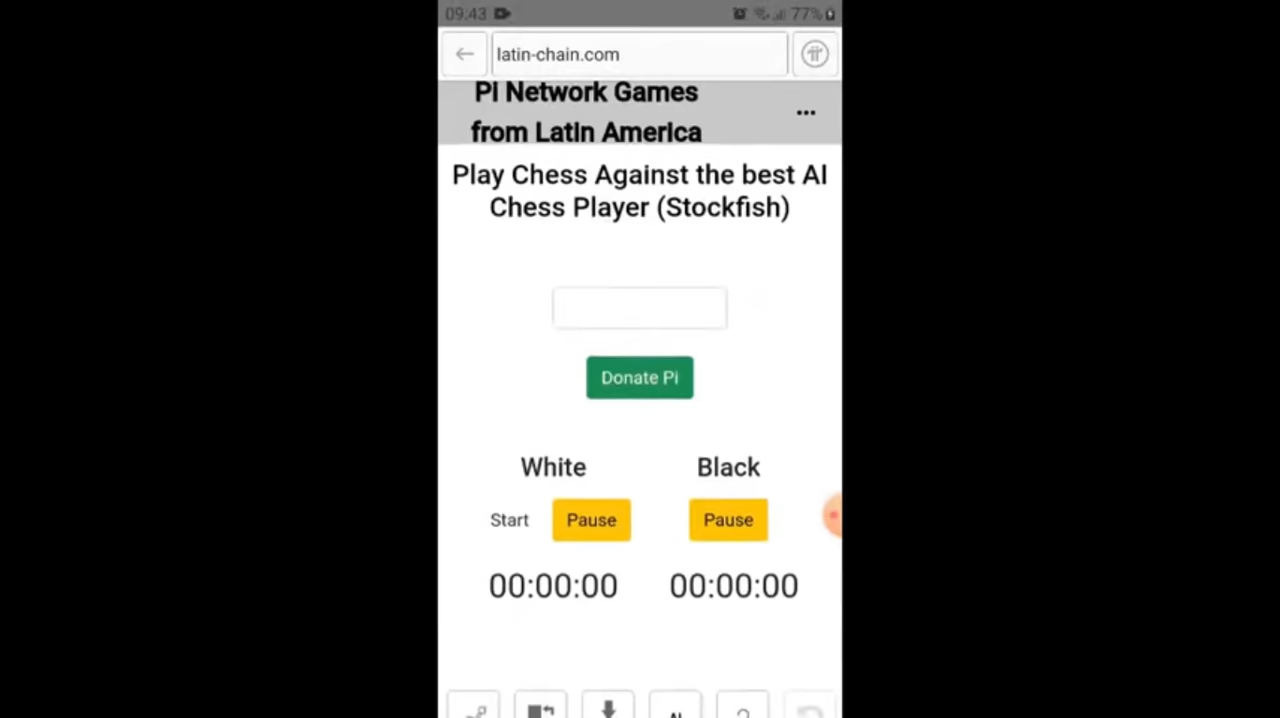 09:43
77%
latin-chain.com
Pi Network Games
from Latin America
...
Play Chess Against the best AI
Chess Player (Stockfish)
Donate Pi
White Black
Start Pause Pause
00:00:00 00:00:00